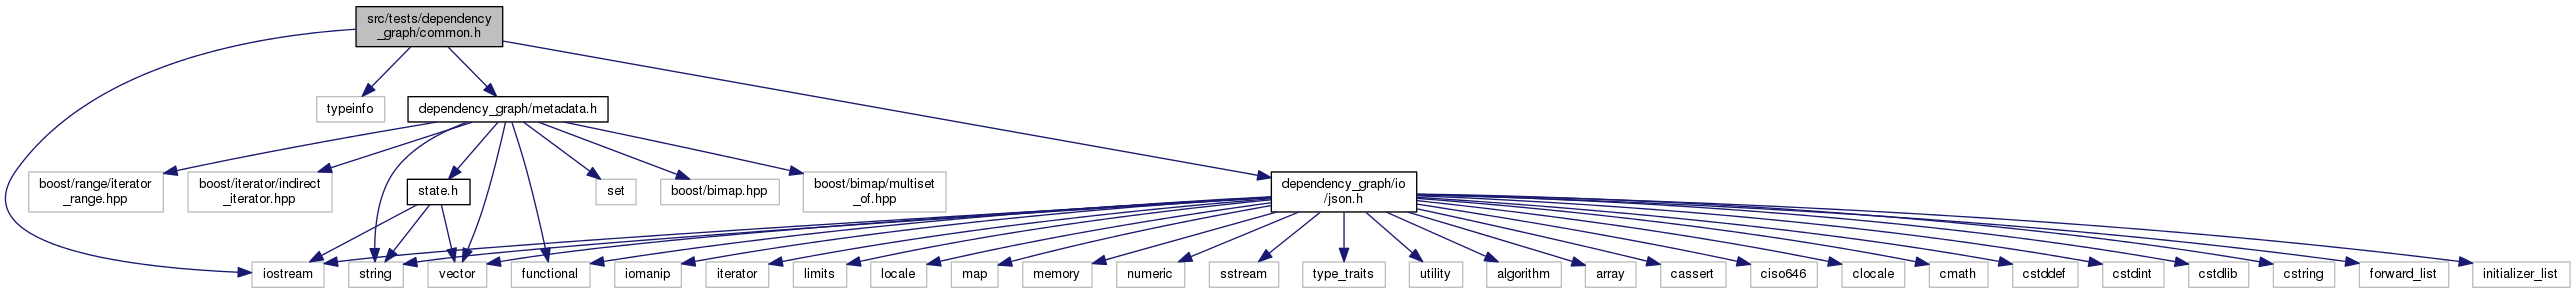 src/tests/dependency
_graph/common.h
typeinfo
dependency_graph/metadata.h
boost/range/iterator
_range.hpp
boost/iterator/indirect
_iterator.hpp
state.h
set
boost/bimap.hpp
boost/bimap/multiset
_of.hpp
dependency_graph/io
/json.h
iostream
string
vector
functional
iomanip
iterator
limits
locale
map
memory
numeric
sstream
type_traits
utility
algorithm
array
cassert
ciso646
clocale
cmath
cstddef
cstdint
cstdlib
cstring
forward_list
initializer_list